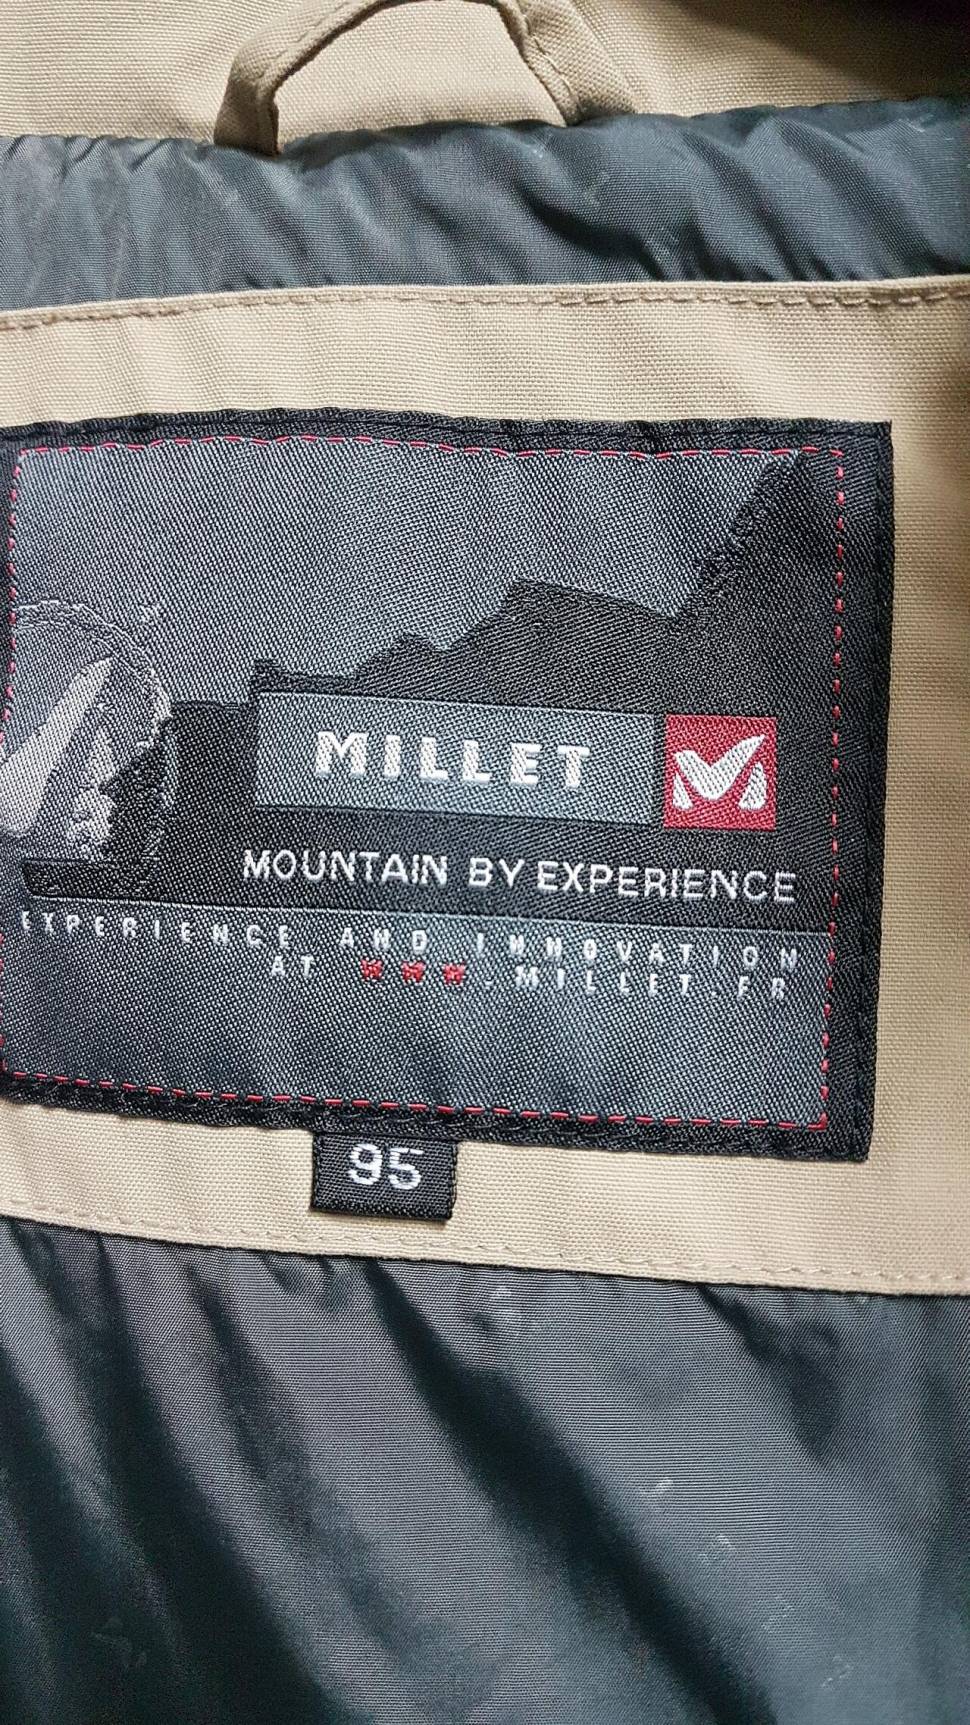 MILLET
MOUNTAIN BY EXPERIENCE
EXPERIENCE AND INNOVATION
AT WWW.MILLET.FR
95